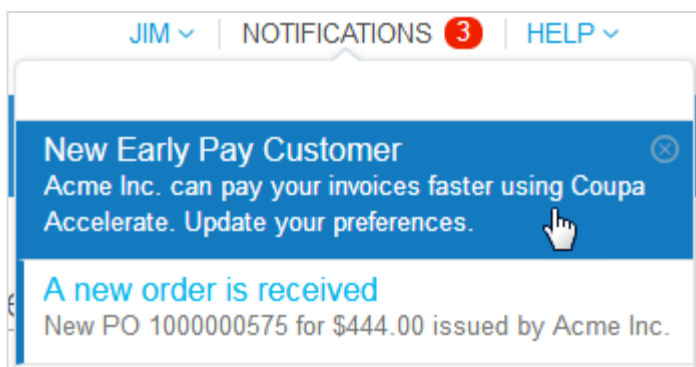 JIM NOTIFICATIONS 3 HELP
New Early Pay Customer
Acme Inc. can pay your invoices faster using Coupa
Accelerate. Update your preferences.
A new order is received
New PO 1000000575 for $444.00 issued by Acme Inc.